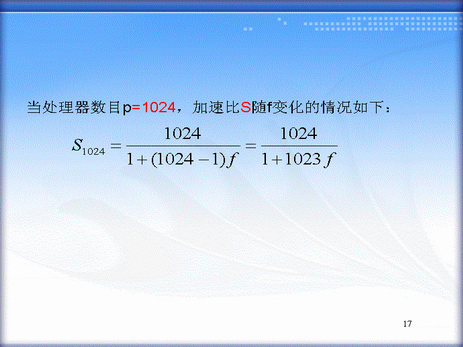 当处理器数目p=1024，加速比S随f变化的情况如下：
S₁₀₂₄ = 1024 / (1+(1024−1)f) = 1024 / (1+1023f)
17